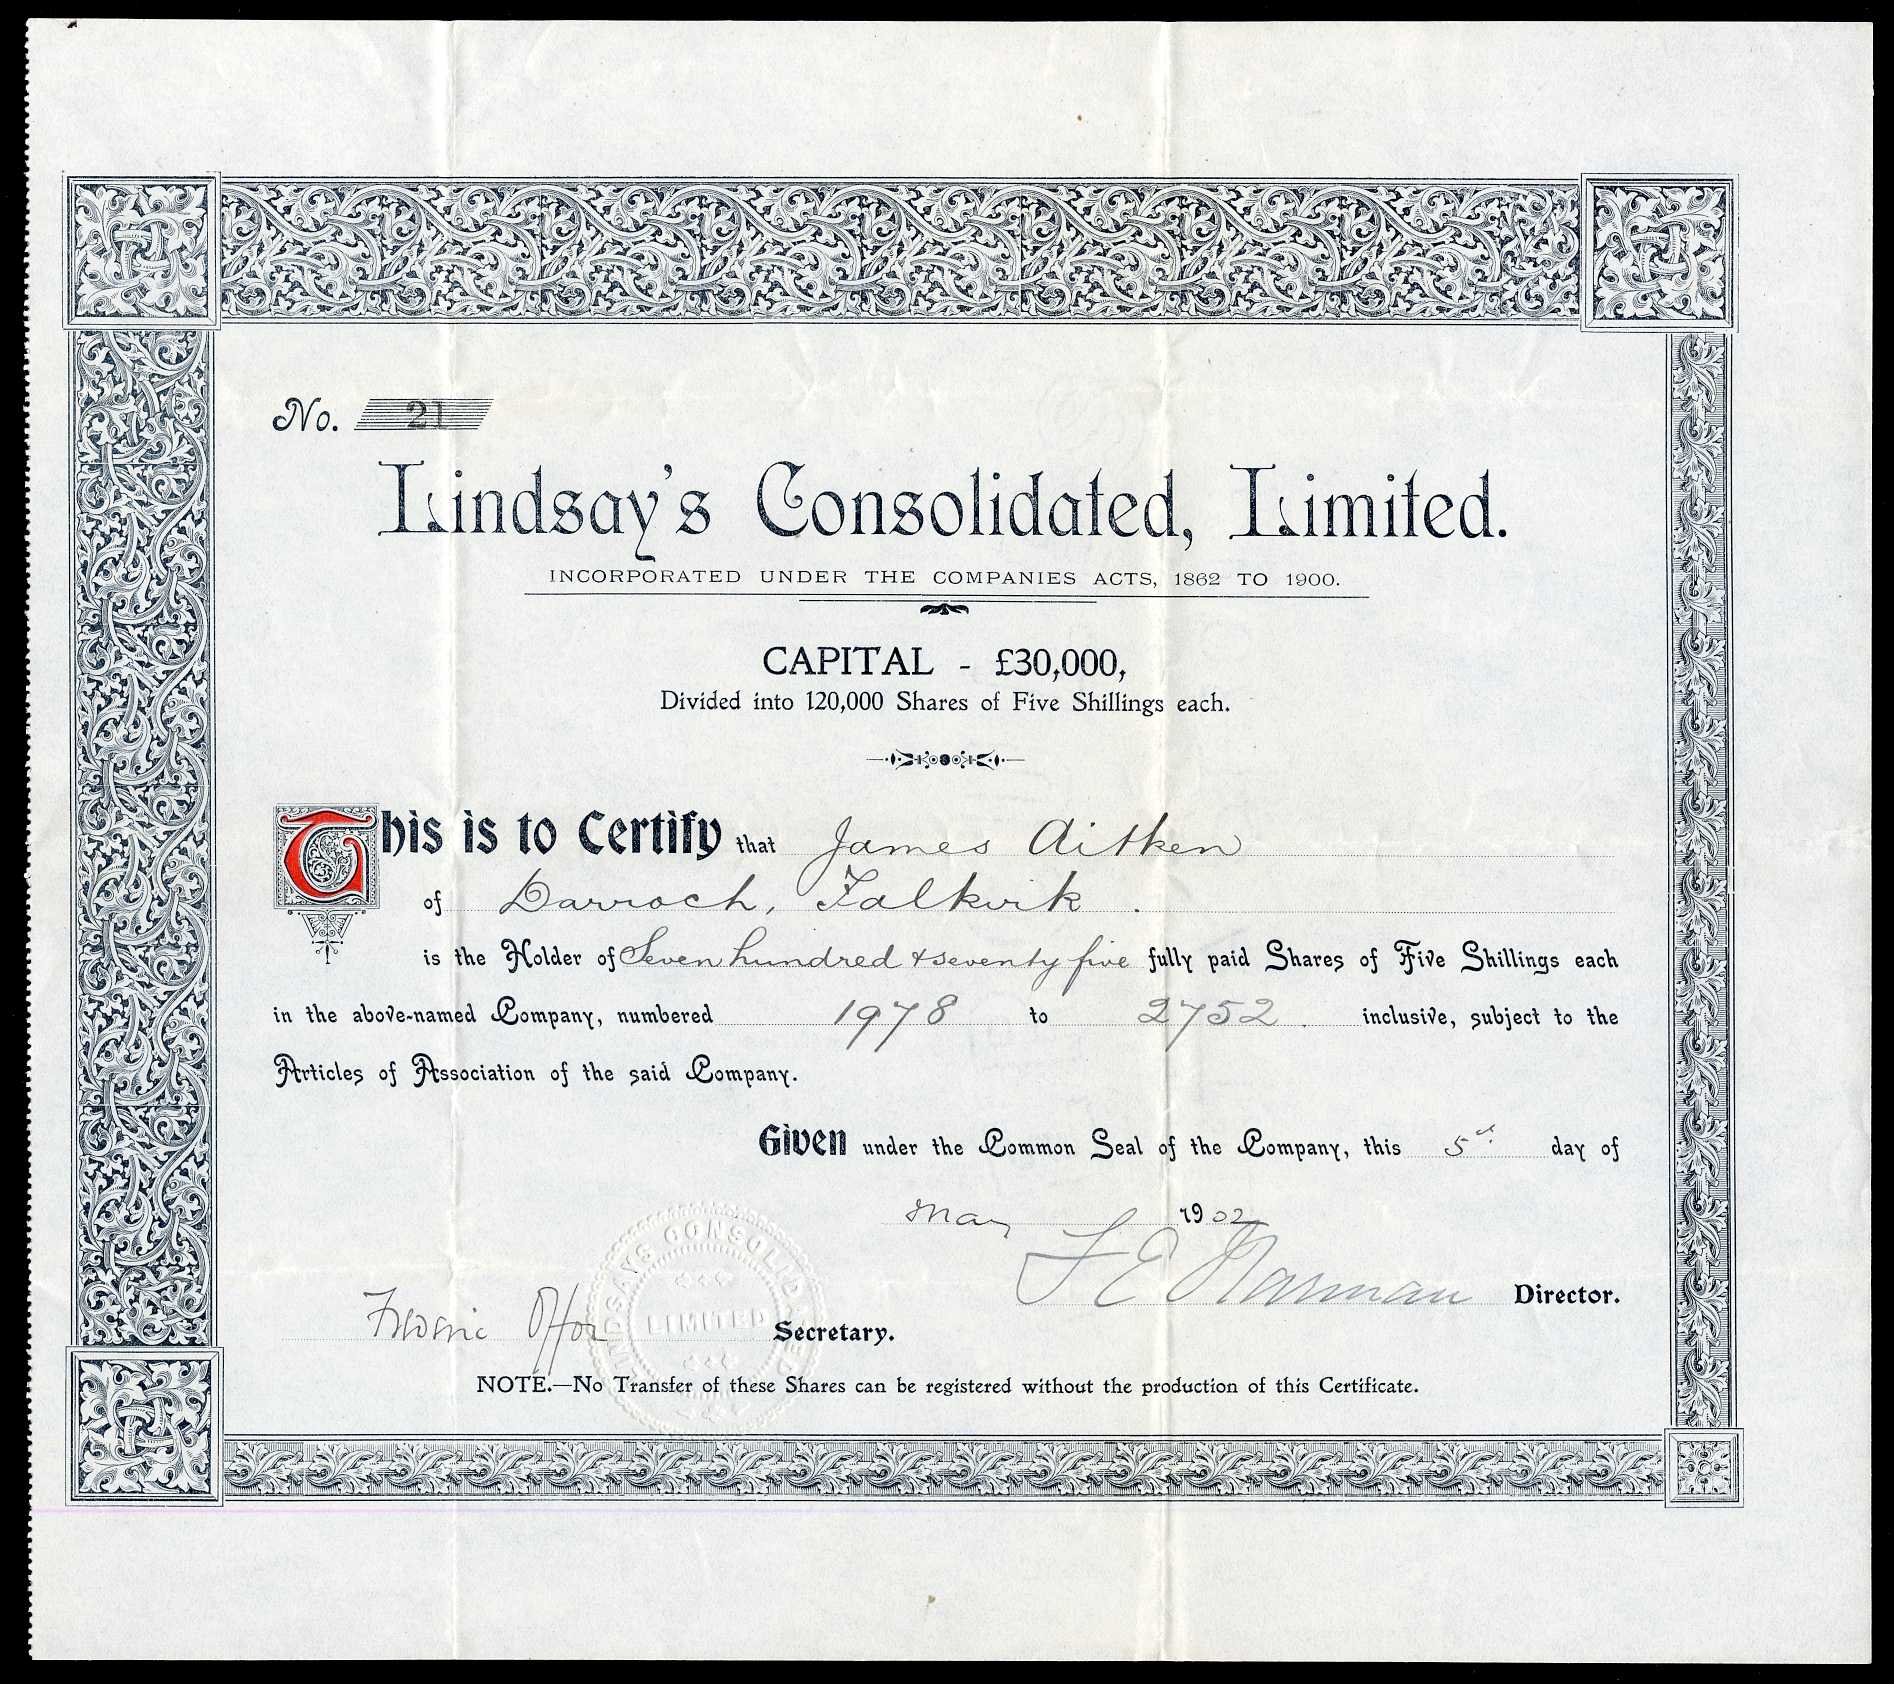 No. 21
Lindsay's Consolidated, Limited.
INCORPORATED UNDER THE COMPANIES ACTS, 1862 TO 1900.
CAPITAL - £30,000,
Divided into 120,000 Shares of Five Shillings each.
This is to Certify that James Aitken
of Darroch, Falkirk.
is the Holder of Seven hundred & seventy five fully paid Shares of Five Shillings each
in the above-named Company, numbered 1978 to 2752. inclusive, subject to the
Articles of Association of the said Company.
Given under the Common Seal of the Company, this 5th day of
May 1902
F E Harman Director.
Frederic Offor Secretary.
LINDSAYS CONSOLIDATED
LIMITED
NOTE.—No Transfer of these Shares can be registered without the production of this Certificate.